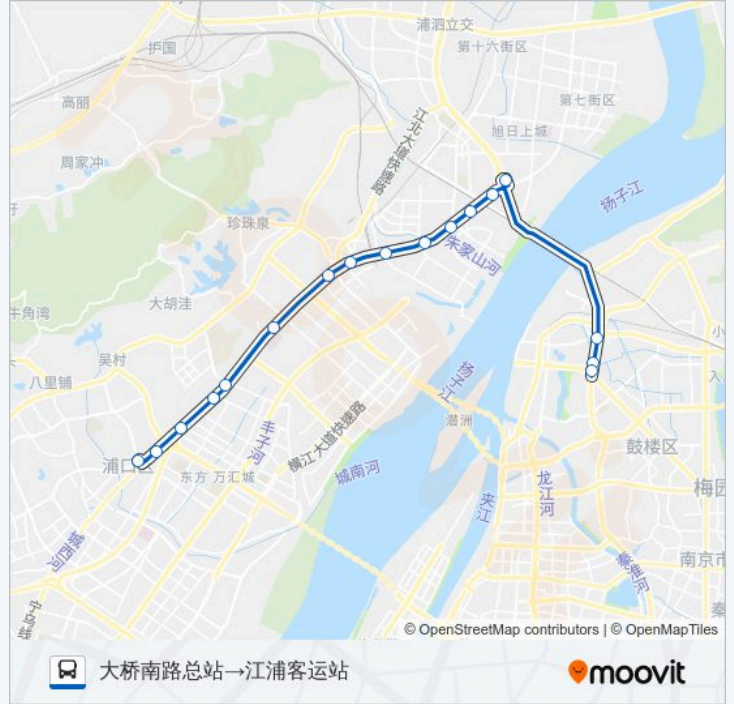 浦泗立交
护国
第十六街区
高丽
第七街区
江北大道快速路
旭日上城
周家冲
扬子江
珍珠泉
朱家山河
大胡洼
牛角湾
吴村
八里铺
扬子江
潜洲
丰子河
横江大道快速路
鼓楼区
浦口区
东方 万汇城
城南河
龙江河
夹江
梅园
城西河
南京市
秦淮河
宁乌线
© OpenStreetMap contributors | © OpenMapTiles
大桥南路总站→江浦客运站
moovit